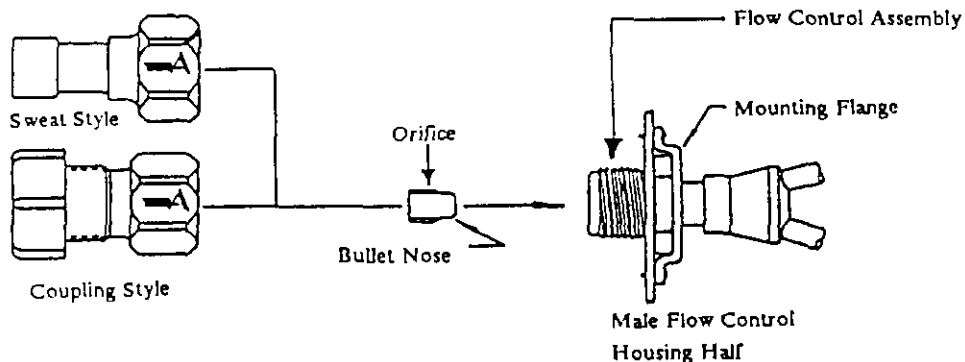 Flow Control Assembly
Mounting Flange
A
Sweat Style
Orifice
A
Bullet Nose
Coupling Style
Male Flow Control
Housing Half